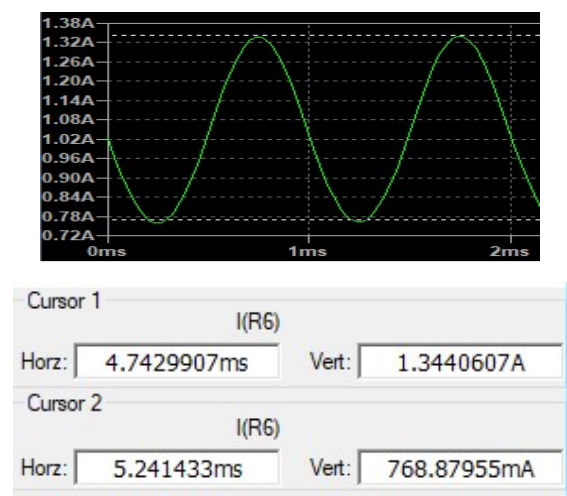 1.38A
1.32A
1.26A
1.20A
1.14A
1.08A
1.02A
0.96A
0.90A
0.84A
0.78A
0.72A
0ms 1ms 2ms
Cursor 1
I(R6)
Horz: 4.7429907ms Vert: 1.3440607A
Cursor 2
I(R6)
Horz: 5.241433ms Vert: 768.87955mA